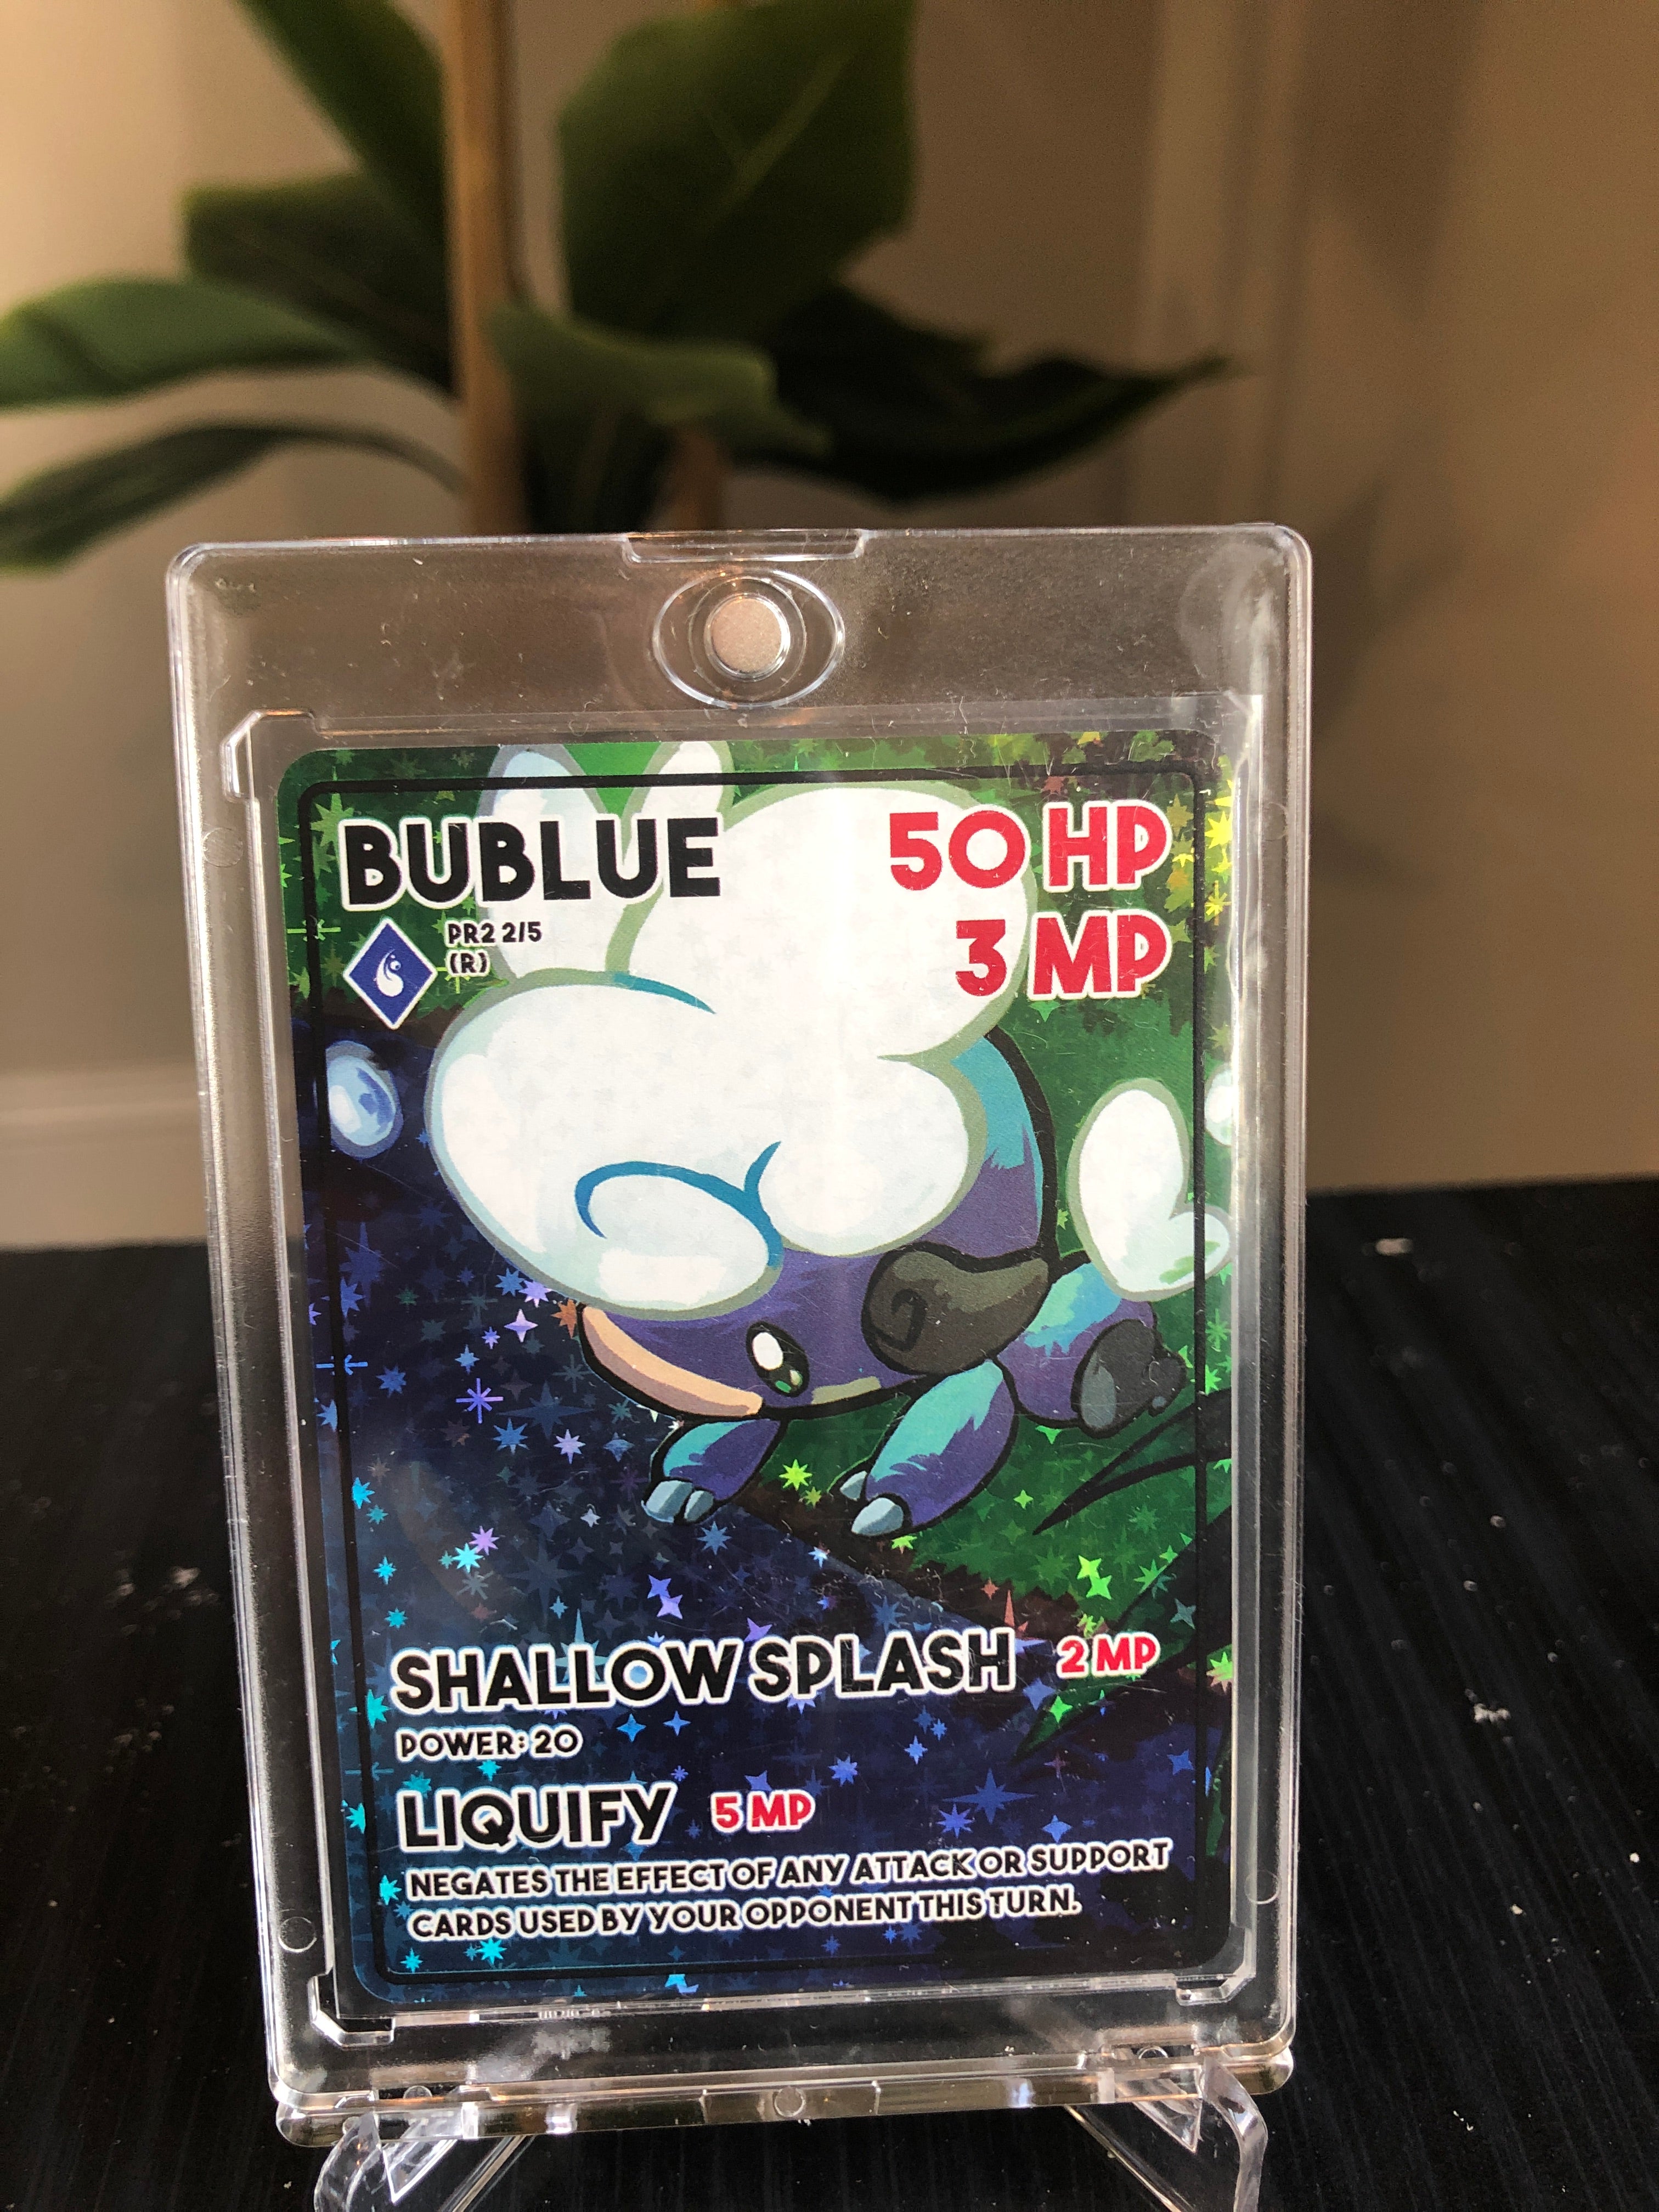 BUBLUE
50 HP
PR2 2/5
(R)
3 MP
SHALLOW SPLASH 2 MP
POWER: 20
LIQUIFY 5 MP
NEGATES THE EFFECT OF ANY ATTACK OR SUPPORT
CARDS USED BY YOUR OPPONENT THIS TURN.